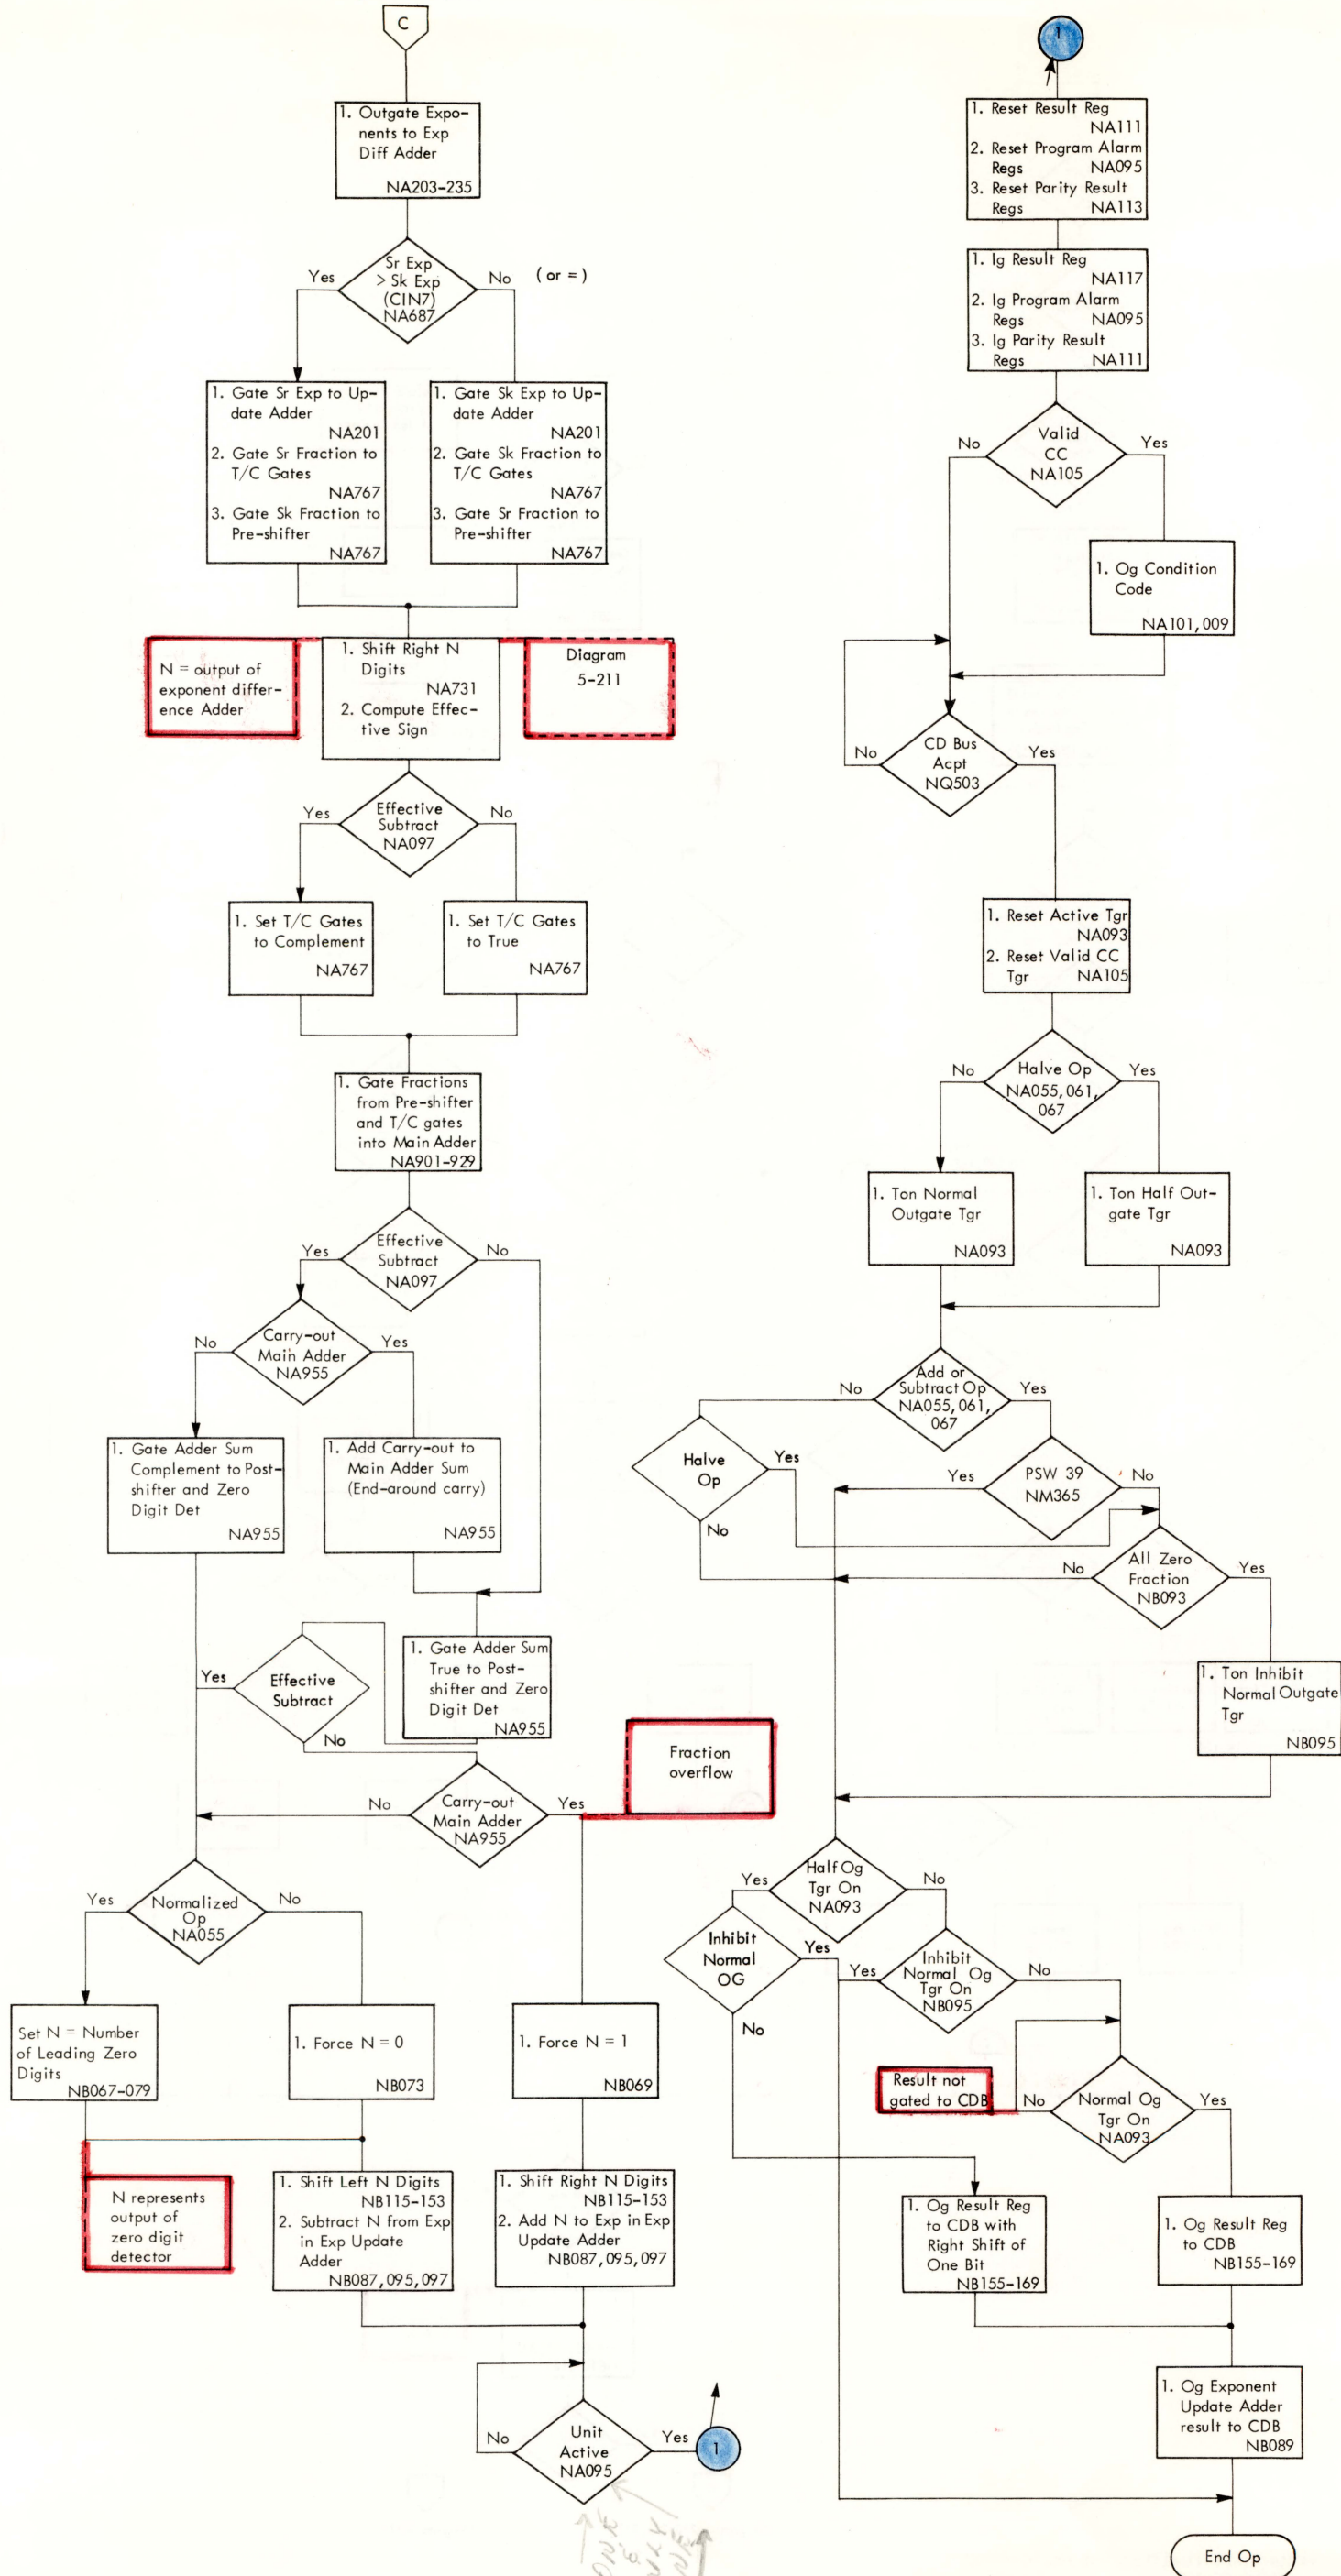 C
1. Outgate Expo-
nents to Exp
Diff Adder
NA203-235
Sr Exp
> Sk Exp
(CIN7)
NA687
Yes
No
( or = )
1. Gate Sr Exp to Up-
date Adder
NA201
2. Gate Sr Fraction to
T/C Gates
NA767
3. Gate Sk Fraction to
Pre-shifter
NA767
1. Gate Sk Exp to Up-
date Adder
NA201
2. Gate Sk Fraction to
T/C Gates
NA767
3. Gate Sr Fraction to
Pre-shifter
NA767
N = output of
exponent differ-
ence Adder
1. Shift Right N
Digits
NA731
2. Compute Effec-
tive Sign
Diagram
5-211
Yes
Effective
Subtract
NA097
No
1. Set T/C Gates
to Complement
NA767
1. Set T/C Gates
to True
NA767
1. Gate Fractions
from Pre-shifter
and T/C gates
into Main Adder
NA901-929
Yes
Effective
Subtract
NA097
No
No
Carry-out
Main Adder
NA955
Yes
1. Gate Adder Sum
Complement to Post-
shifter and Zero
Digit Det
NA955
1. Add Carry-out to
Main Adder Sum
(End-around carry)
NA955
Yes
Effective
Subtract
No
1. Gate Adder Sum
True to Post-
shifter and Zero
Digit Det
NA955
Fraction
overflow
No
Carry-out
Main Adder
NA955
Yes
Yes
Normalized
Op
NA055
No
Set N = Number
of Leading Zero
Digits
NB067-079
1. Force N = 0
NB073
1. Force N = 1
NB069
N represents
output of
zero digit
detector
1. Shift Left N Digits
NB115-153
2. Subtract N from Exp
in Exp Update
Adder
NB087,095,097
1. Shift Right N Digits
NB115-153
2. Add N to Exp in Exp
Update Adder
NB087,095,097
No
Unit
Active
NA095
Yes
1
1
1. Reset Result Reg
NA111
2. Reset Program Alarm
Regs NA095
3. Reset Parity Result
Regs NA113
1. Ig Result Reg
NA117
2. Ig Program Alarm
Regs NA095
3. Ig Parity Result
Regs NA111
No
Valid
CC
NA105
Yes
1. Og Condition
Code
NA101,009
No
CD Bus
Acpt
NQ503
Yes
1. Reset Active Tgr
NA093
2. Reset Valid CC
Tgr NA105
No
Halve Op
NA055,061,
067
Yes
1. Ton Normal
Outgate Tgr
NA093
1. Ton Half Out-
gate Tgr
NA093
No
Add or
Subtract Op
NA055,061,
067
Yes
Halve
Op
Yes
No
Yes
PSW 39
NM365
No
No
All Zero
Fraction
NB093
Yes
1. Ton Inhibit
Normal Outgate
Tgr
NB095
Yes
Half Og
Tgr On
NA093
No
Inhibit
Normal
OG
Yes
No
Yes
Inhibit
Normal Og
Tgr On
NB095
No
Result not
gated to CDB
No
Normal Og
Tgr On
NA093
Yes
1. Og Result Reg
to CDB with
Right Shift of
One Bit
NB155-169
1. Og Result Reg
to CDB
NB155-169
1. Og Exponent
Update Adder
result to CDB
NB089
End Op